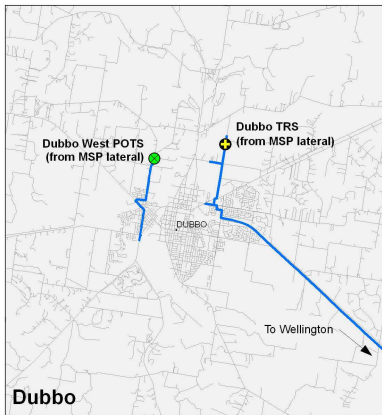 Dubbo TRS
(from MSP lateral)
Dubbo West POTS
(from MSP lateral)
DUBBO
To Wellington
Dubbo